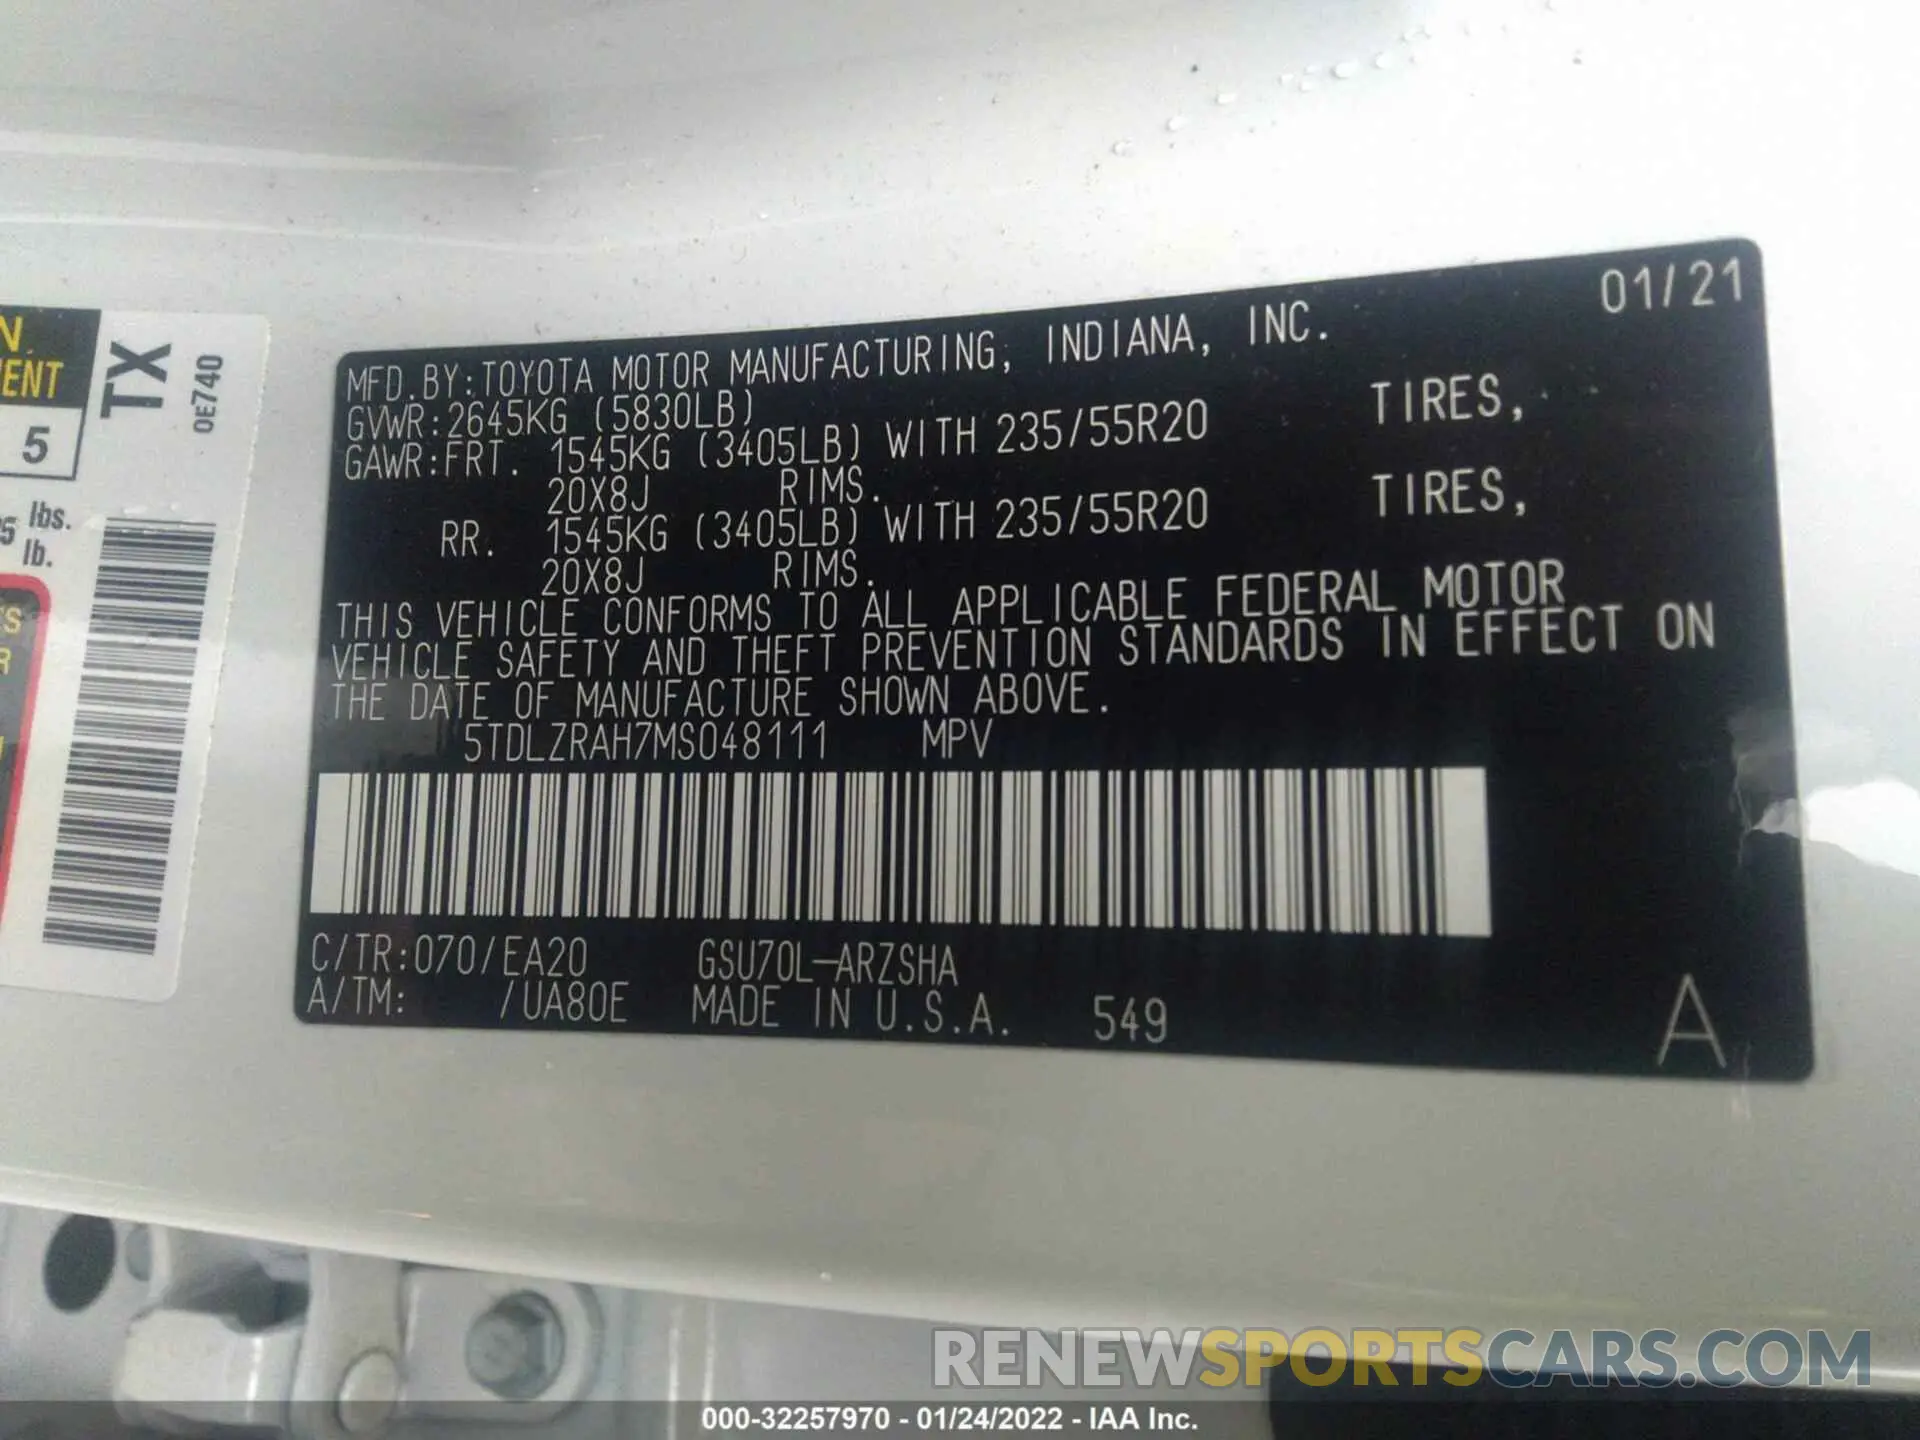 01/21
MFD.BY:TOYOTA MOTOR MANUFACTURING, INDIANA, INC.
GVWR:2645KG (5830LB)
GAWR:FRT. 1545KG (3405LB) WITH 235/55R20 TIRES,
20X8J RIMS.
RR. 1545KG (3405LB) WITH 235/55R20 TIRES,
20X8J RIMS.
THIS VEHICLE CONFORMS TO ALL APPLICABLE FEDERAL MOTOR
VEHICLE SAFETY AND THEFT PREVENTION STANDARDS IN EFFECT ON
THE DATE OF MANUFACTURE SHOWN ABOVE.
5TDLZRAH7MS048111 MPV
C/TR:070/EA20 GSU70L-ARZSHA
A/TM: /UA80E MADE IN U.S.A. 549
A
TX
0E740
5
lbs.
lb.
RENEWSPORTSCARS.COM
000-32257970 - 01/24/2022 - IAA Inc.